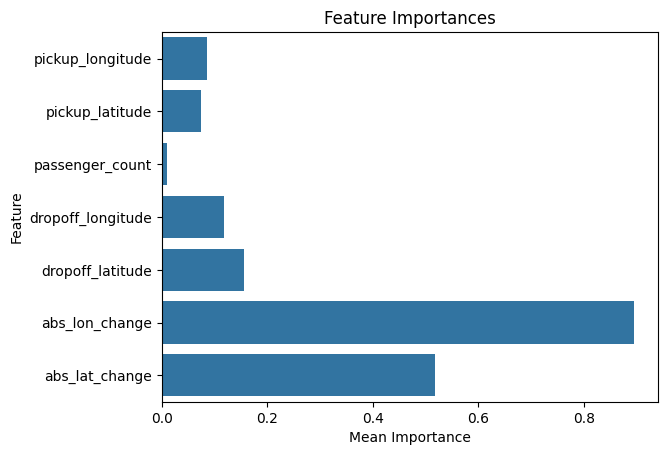 Feature Importances
pickup_longitude
pickup_latitude
passenger_count
dropoff_longitude
dropoff_latitude
abs_lon_change
abs_lat_change
Feature
0.0 0.2 0.4 0.6 0.8
Mean Importance